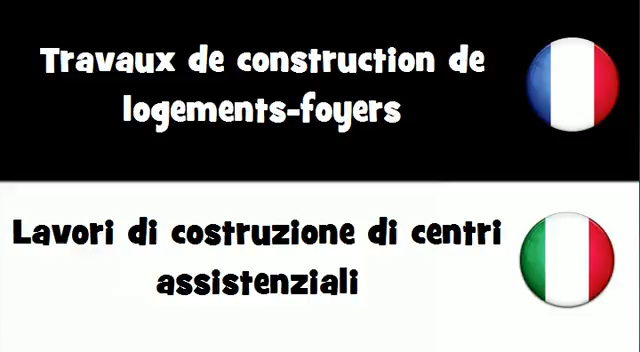 Travaux de construction de
logements-foyers
Lavori di costruzione di centri
assistenziali